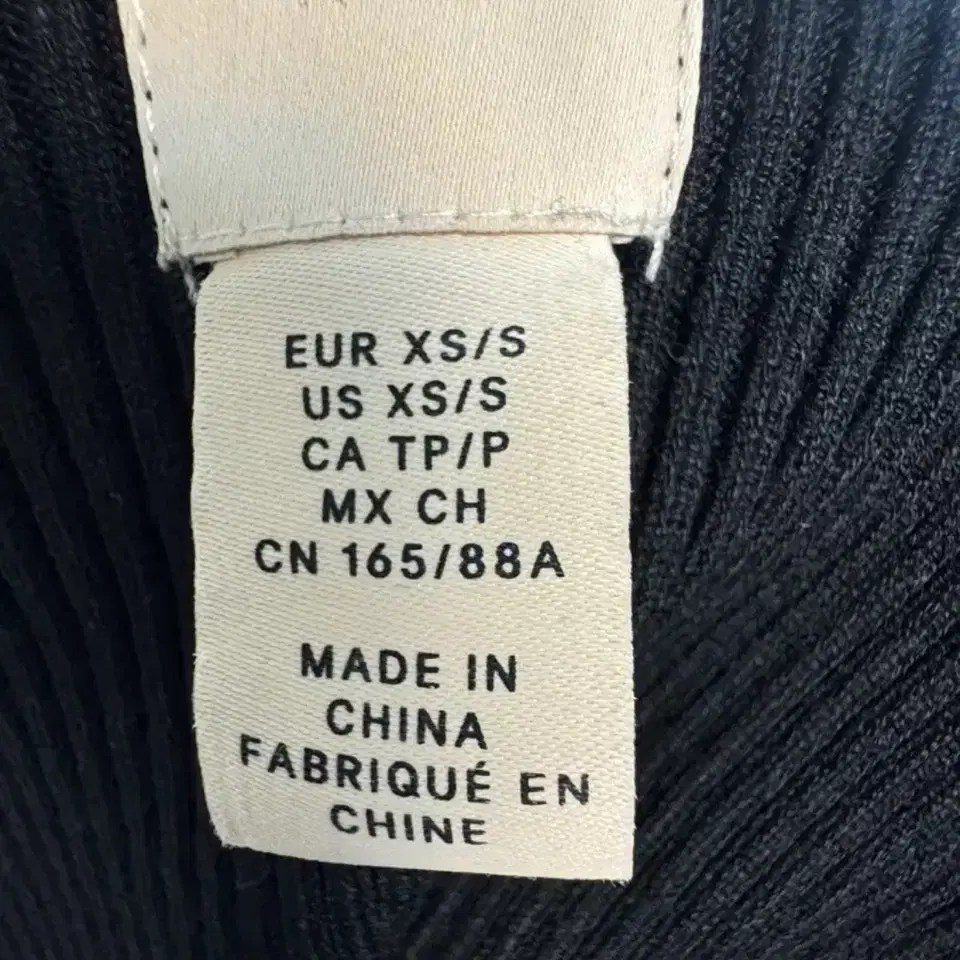 EUR XS/S
US XS/S
CA TP/P
MX CH
CN 165/88A
MADE IN
CHINA
FABRIQUÉ EN
CHINE